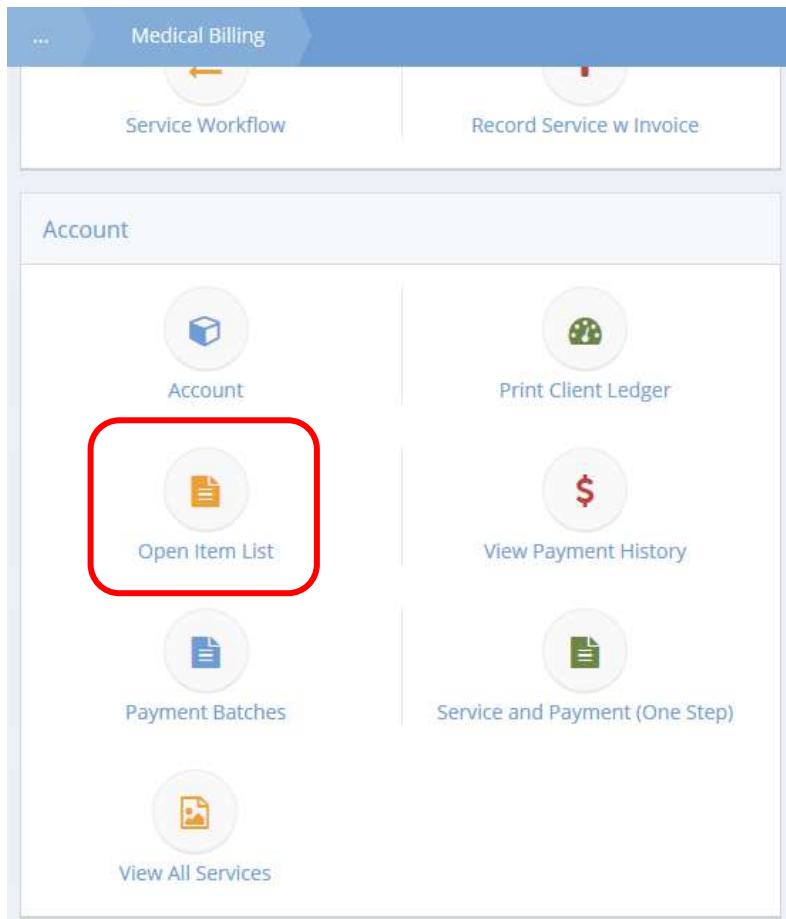 ... Medical Billing
Service Workflow Record Service w Invoice
Account
Account Print Client Ledger
Open Item List View Payment History
Payment Batches Service and Payment (One Step)
View All Services